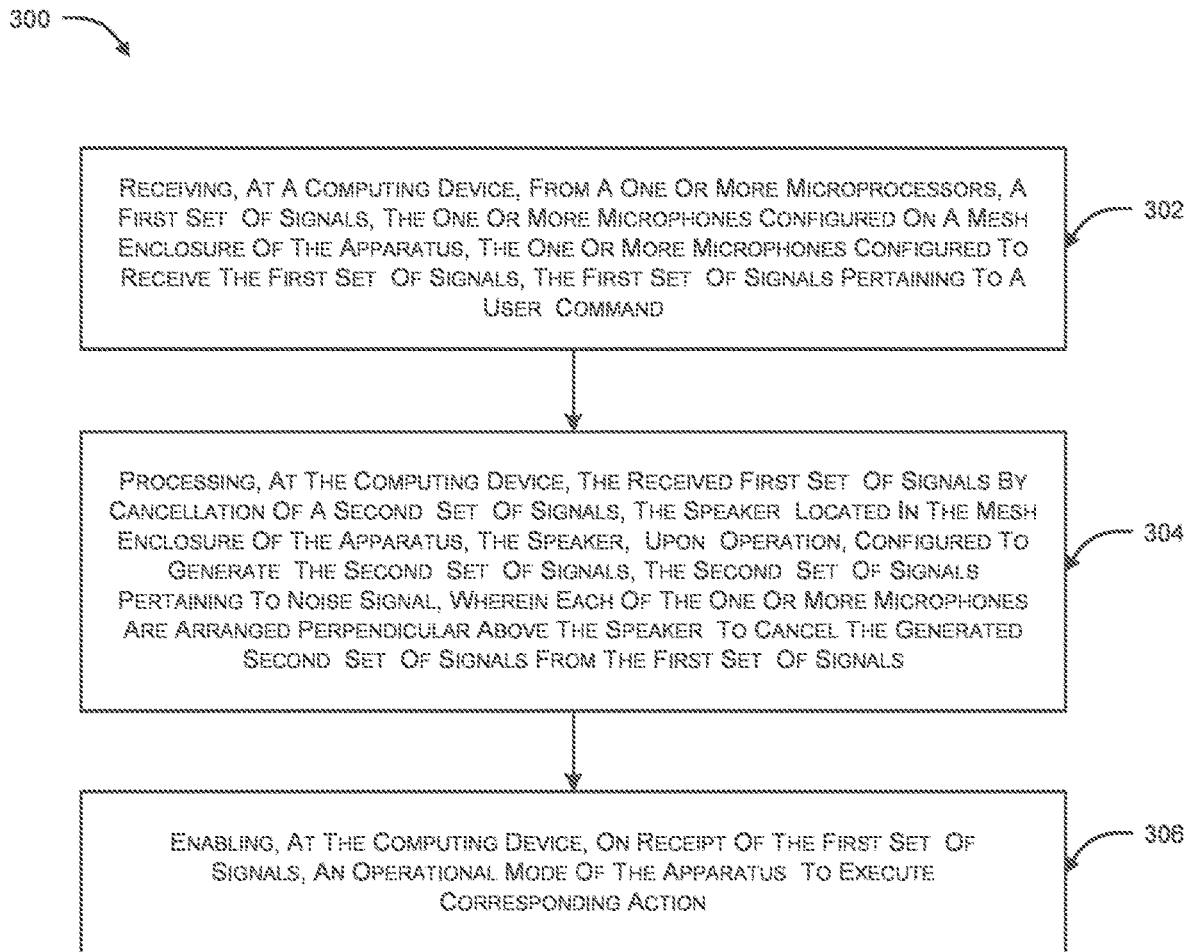 300
RECEIVING, AT A COMPUTING DEVICE, FROM A ONE OR MORE MICROPROCESSORS, A
FIRST SET OF SIGNALS, THE ONE OR MORE MICROPHONES CONFIGURED ON A MESH
ENCLOSURE OF THE APPARATUS, THE ONE OR MORE MICROPHONES CONFIGURED TO
RECEIVE THE FIRST SET OF SIGNALS, THE FIRST SET OF SIGNALS PERTAINING TO A
USER COMMAND
302
PROCESSING, AT THE COMPUTING DEVICE, THE RECEIVED FIRST SET OF SIGNALS BY
CANCELLATION OF A SECOND SET OF SIGNALS, THE SPEAKER LOCATED IN THE MESH
ENCLOSURE OF THE APPARATUS, THE SPEAKER, UPON OPERATION, CONFIGURED TO
GENERATE THE SECOND SET OF SIGNALS, THE SECOND SET OF SIGNALS
PERTAINING TO NOISE SIGNAL, WHEREIN EACH OF THE ONE OR MORE MICROPHONES
ARE ARRANGED PERPENDICULAR ABOVE THE SPEAKER TO CANCEL THE GENERATED
SECOND SET OF SIGNALS FROM THE FIRST SET OF SIGNALS
304
ENABLING, AT THE COMPUTING DEVICE, ON RECEIPT OF THE FIRST SET OF
SIGNALS, AN OPERATIONAL MODE OF THE APPARATUS TO EXECUTE
CORRESPONDING ACTION
306